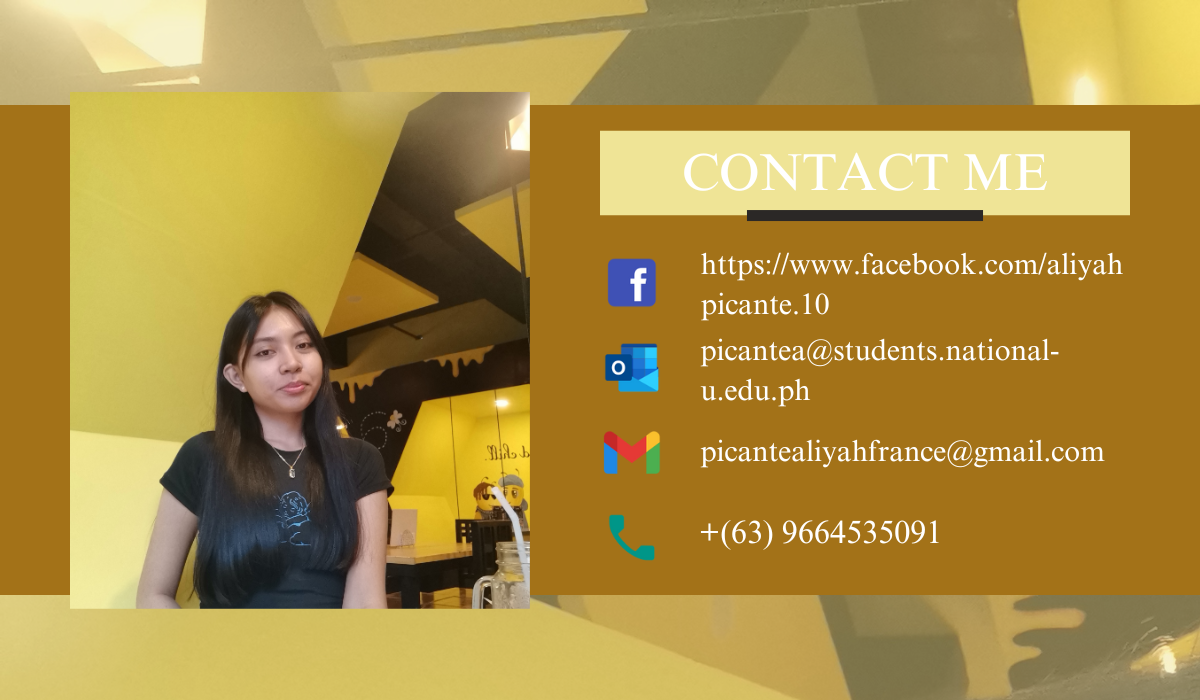 CONTACT ME
https://www.facebook.com/aliyah
picante.10
picantea@students.national-
u.edu.ph
picantealiyahfrance@gmail.com
+(63) 9664535091